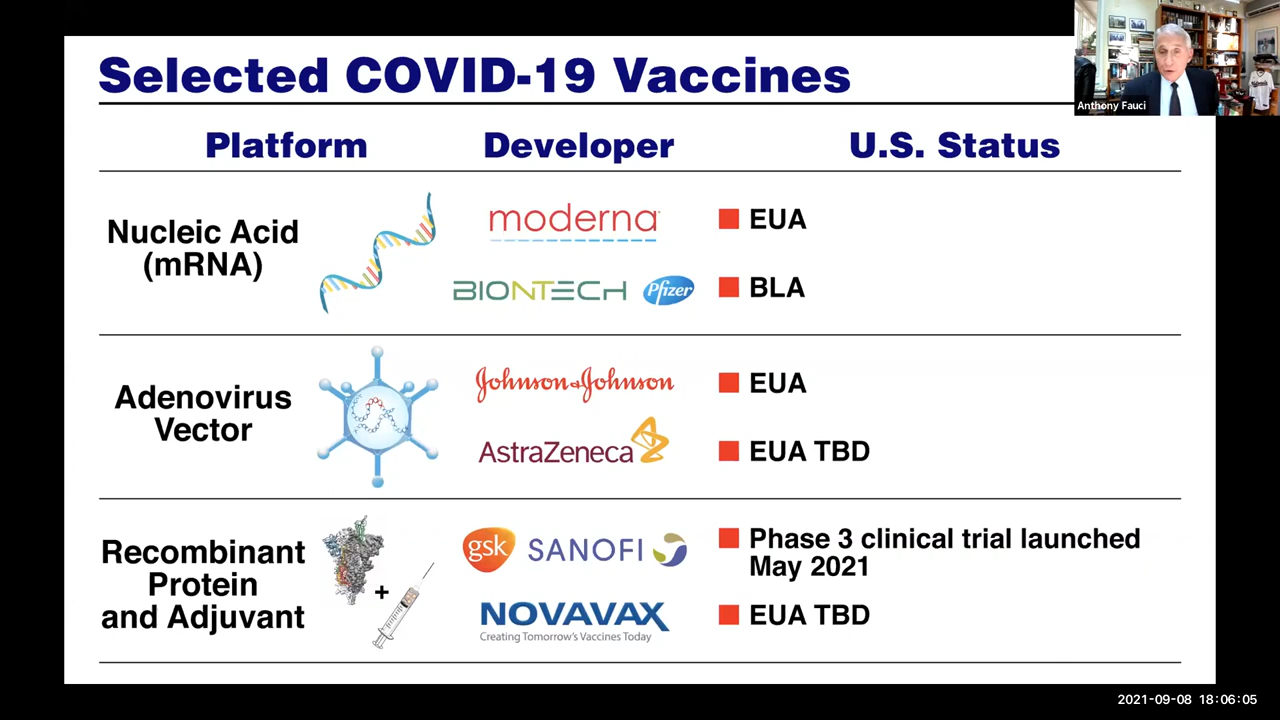 Selected COVID-19 Vaccines
Anthony Fauci
Platform Developer U.S. Status
Nucleic Acid
(mRNA)
moderna
EUA
BIONTECH Pfizer
BLA
Adenovirus
Vector
Johnson & Johnson
EUA
AstraZeneca
EUA TBD
Recombinant
Protein
and Adjuvant
+
gsk SANOFI
Phase 3 clinical trial launched
May 2021
NOVAVAX
Creating Tomorrow's Vaccines Today
EUA TBD
2021-09-08 18:06:05